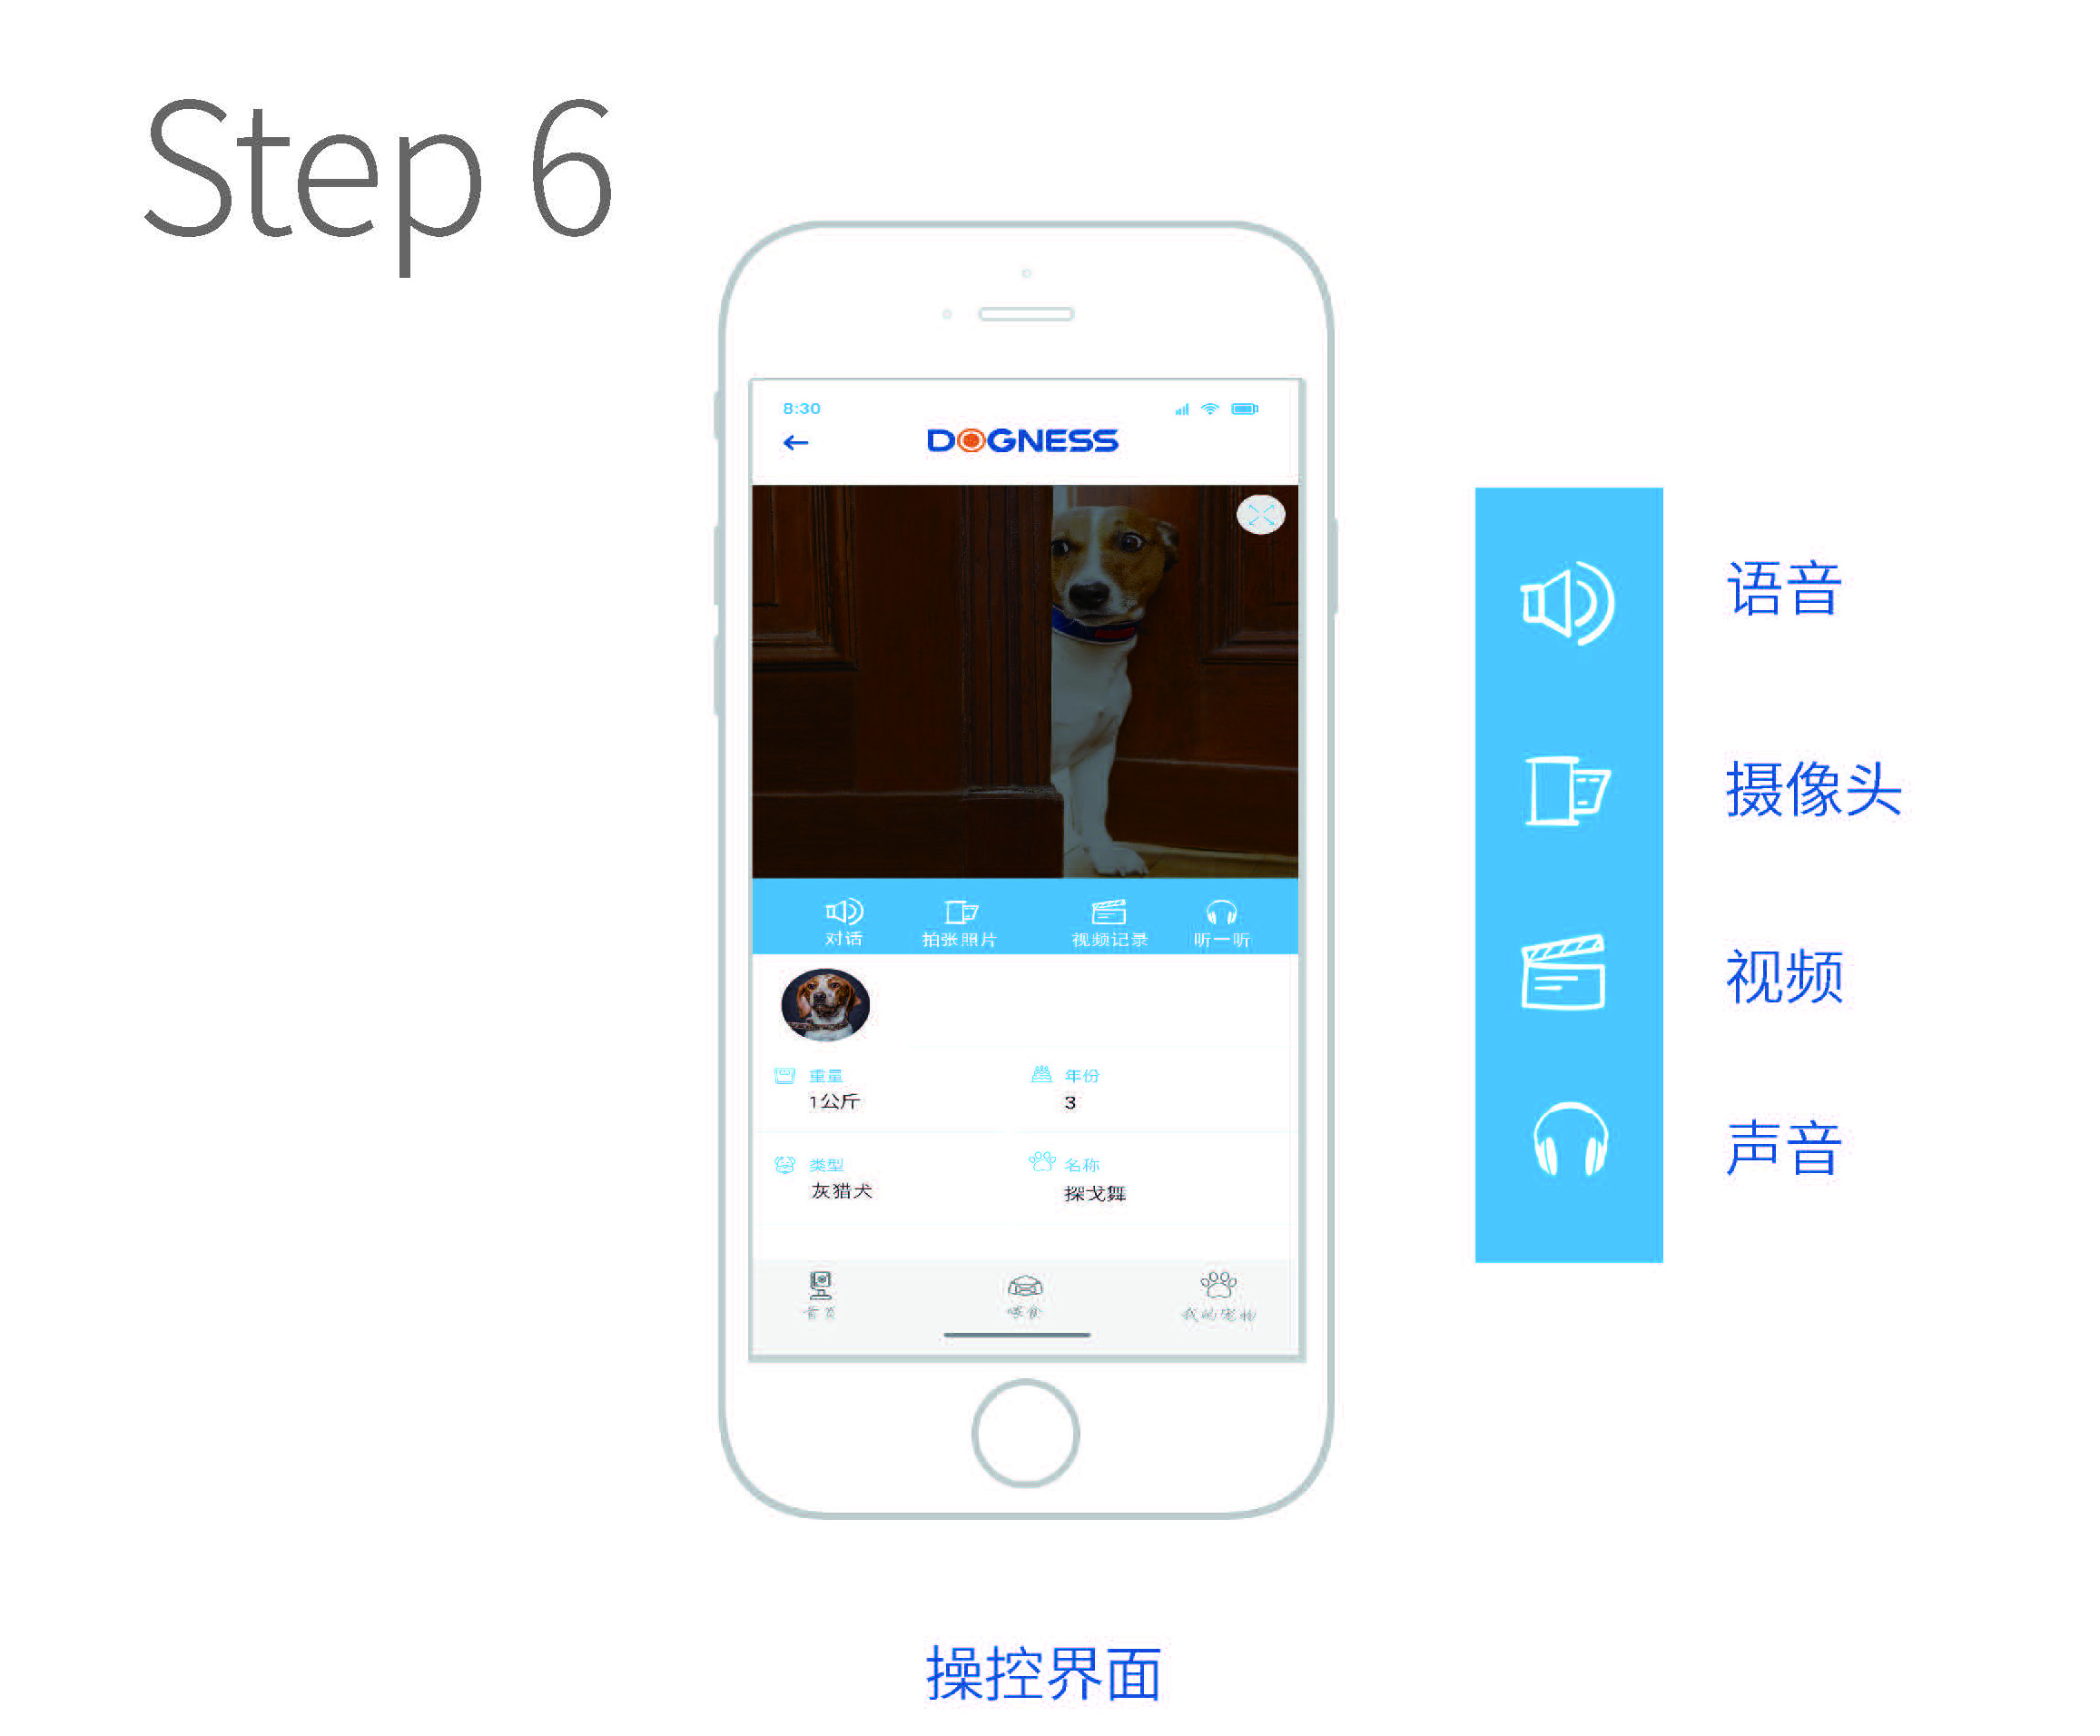 Step 6
8:30
DOGNESS
对话 拍张照片 视频记录 听一听
重量 年份
1公斤 3
类型 名称
灰猎犬 探戈舞
首页 喂食 我的宠物
语音
摄像头
视频
声音
操控界面